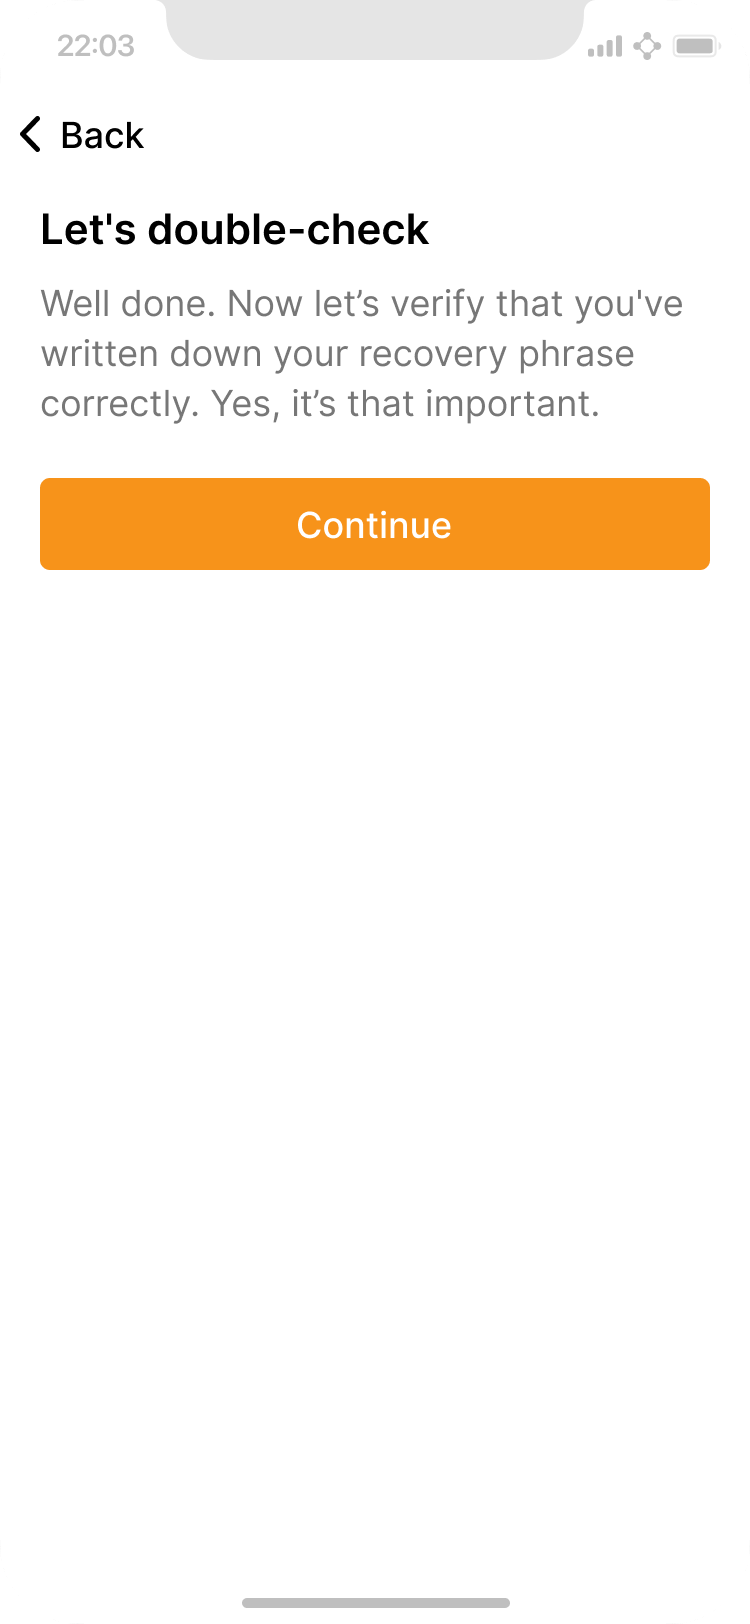 22:03
Back
Let's double-check
Well done. Now let’s verify that you've
written down your recovery phrase
correctly. Yes, it’s that important.
Continue